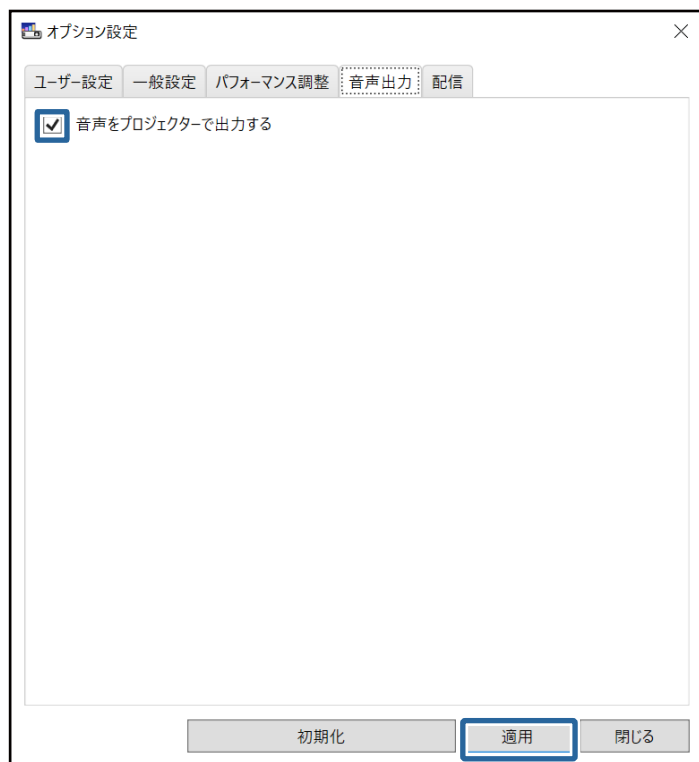 オプション設定
ユーザー設定 一般設定 パフォーマンス調整 音声出力 配信
音声をプロジェクターで出力する
初期化 適用 閉じる